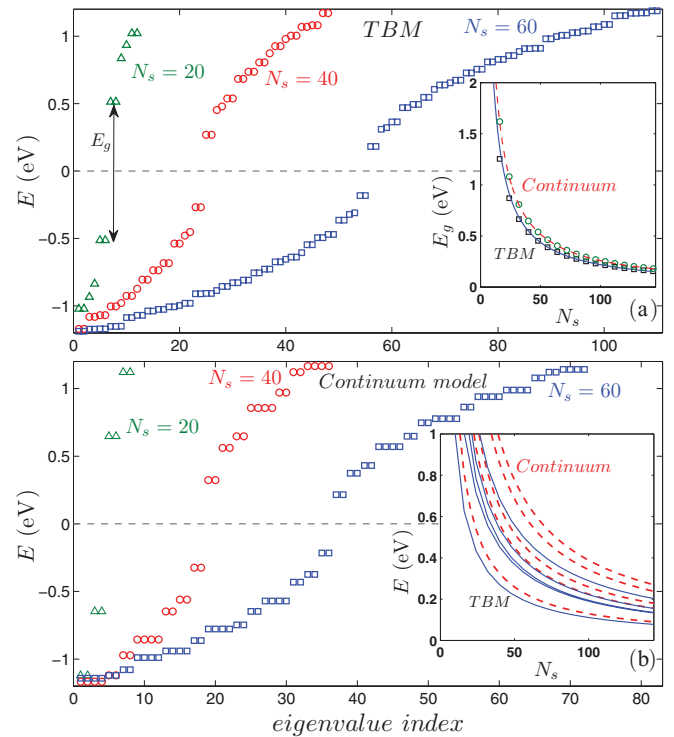 TBM
N_s = 60
N_s = 20
N_s = 40
E_g
E (eV)
1
0.5
0
−0.5
−1
0 20 40 60 80 100
2
1.5
1
0.5
0
0 50 100
E_g (eV)
N_s
Continuum
TBM
(a)
Continuum model
N_s = 40
N_s = 20
N_s = 60
E (eV)
1
0.5
0
−0.5
−1
0 10 20 30 40 50 60 70 80
eigenvalue index
1
0.8
0.6
0.4
0.2
0
50 100
E (eV)
N_s
Continuum
TBM
(b)